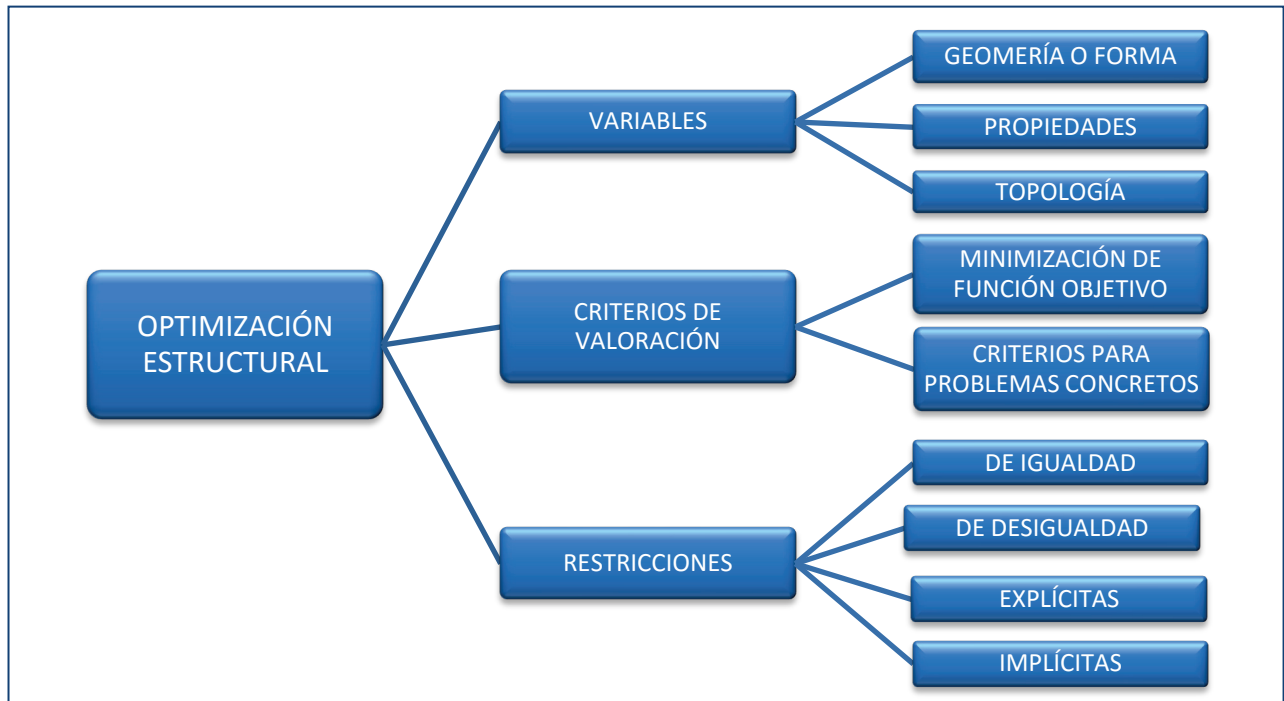 OPTIMIZACIÓN
ESTRUCTURAL
VARIABLES
GEOMERÍA O FORMA
PROPIEDADES
TOPOLOGÍA
CRITERIOS DE
VALORACIÓN
MINIMIZACIÓN DE
FUNCIÓN OBJETIVO
CRITERIOS PARA
PROBLEMAS CONCRETOS
RESTRICCIONES
DE IGUALDAD
DE DESIGUALDAD
EXPLÍCITAS
IMPLÍCITAS